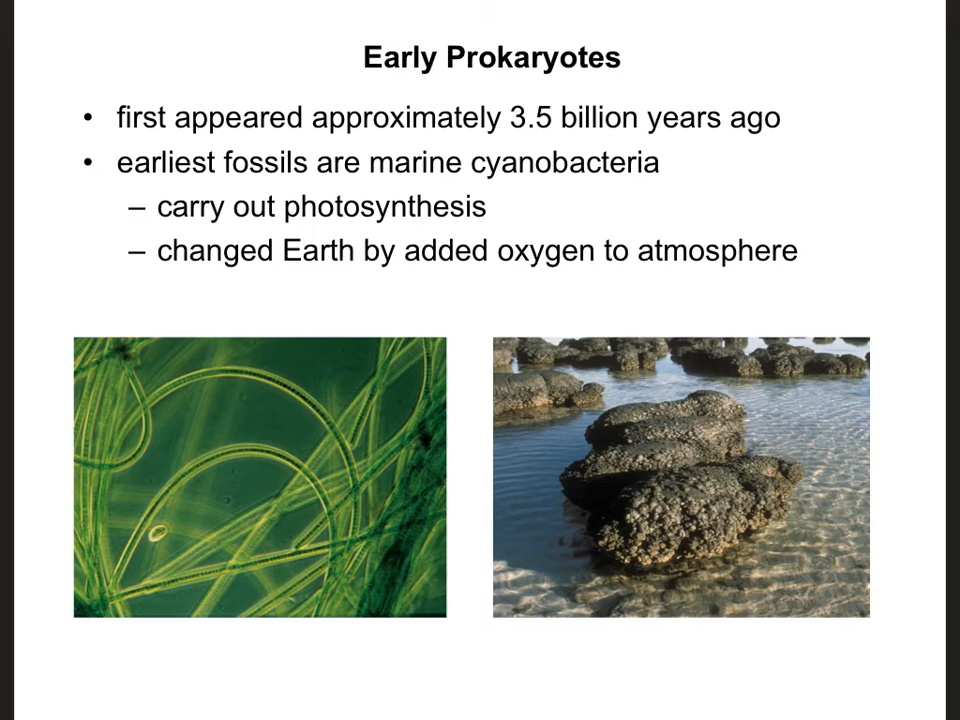 Early Prokaryotes
• first appeared approximately 3.5 billion years ago
• earliest fossils are marine cyanobacteria
– carry out photosynthesis
– changed Earth by added oxygen to atmosphere